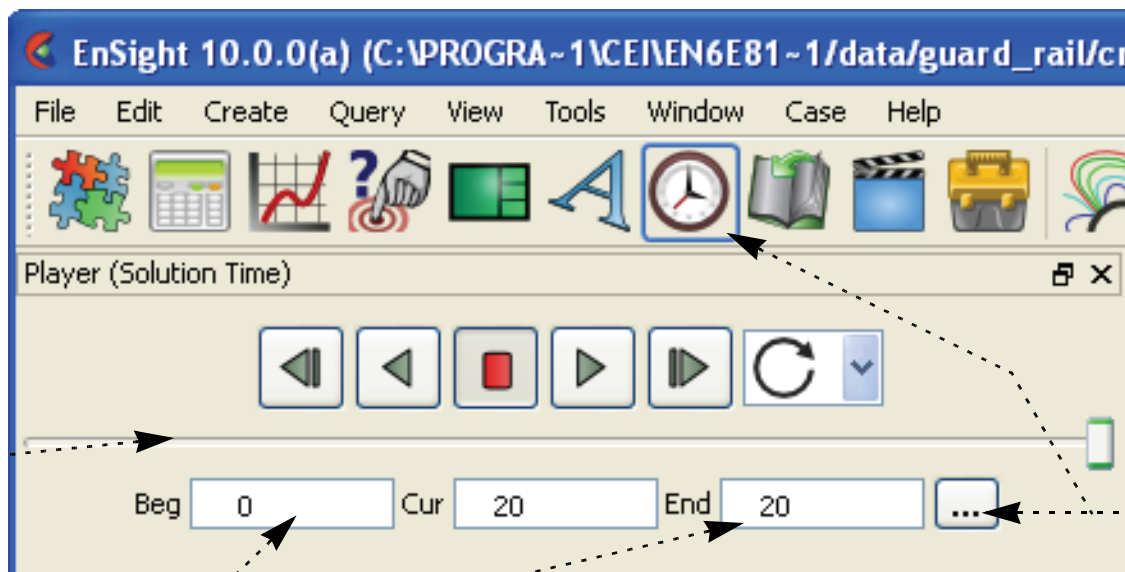 EnSight 10.0.0(a) (C:\PROGRA~1\CEI\EN6E81~1/data/guard_rail/cr
File Edit Create Query View Tools Window Case Help
Player (Solution Time)
Beg 0 Cur 20 End 20 ...